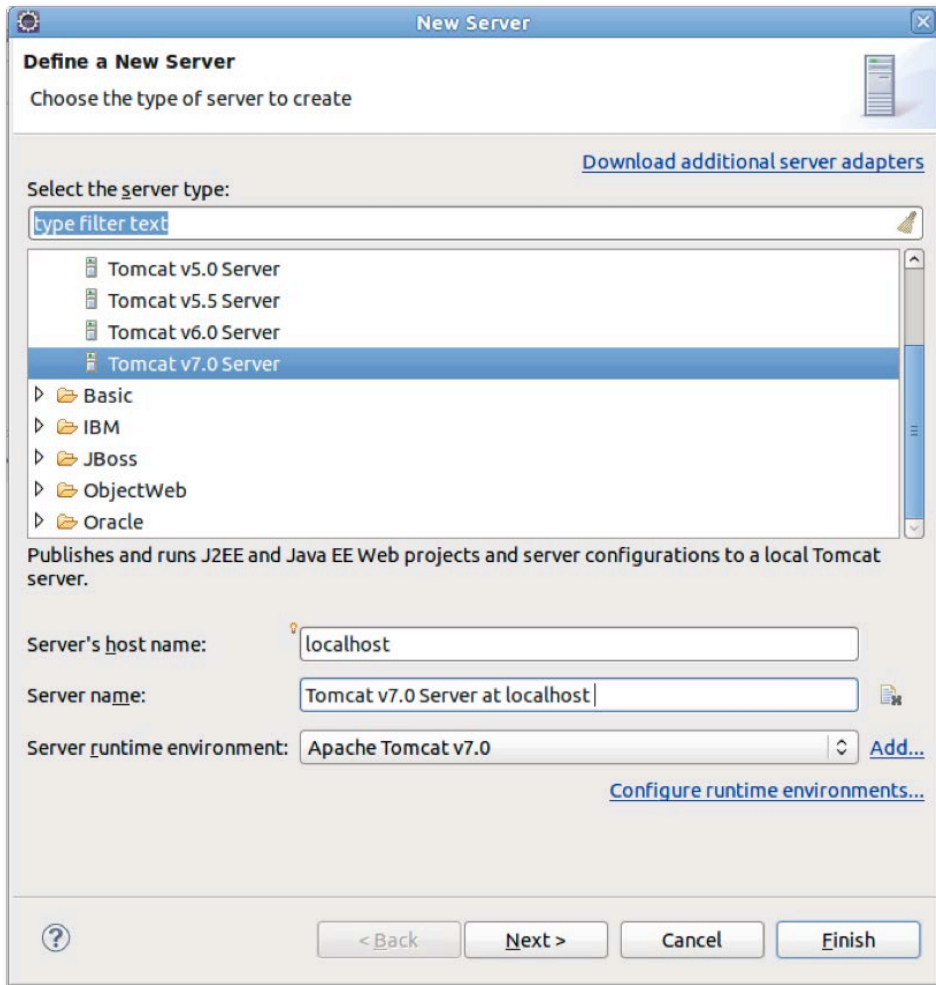 New Server
Define a New Server
Choose the type of server to create
Download additional server adapters
Select the server type:
type filter text
Tomcat v5.0 Server
Tomcat v5.5 Server
Tomcat v6.0 Server
Tomcat v7.0 Server
Basic
IBM
JBoss
ObjectWeb
Oracle
Publishes and runs J2EE and Java EE Web projects and server configurations to a local Tomcat
server.
Server's host name: localhost
Server name: Tomcat v7.0 Server at localhost
Server runtime environment: Apache Tomcat v7.0 Add...
Configure runtime environments...
? < Back Next > Cancel Finish